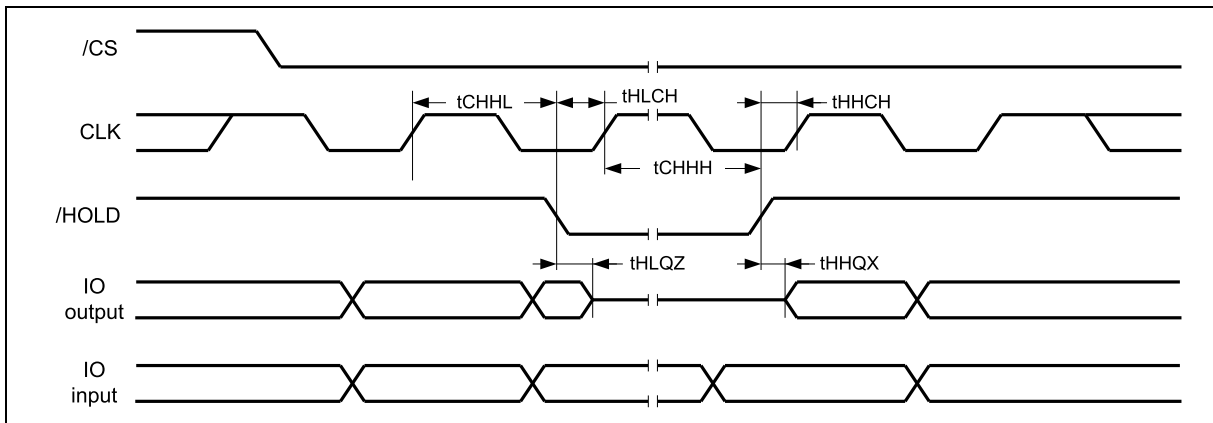 /CS
tCHHL
tHLCH
tHHCH
CLK
tCHHH
/HOLD
tHLQZ
tHHQX
IO
output
IO
input